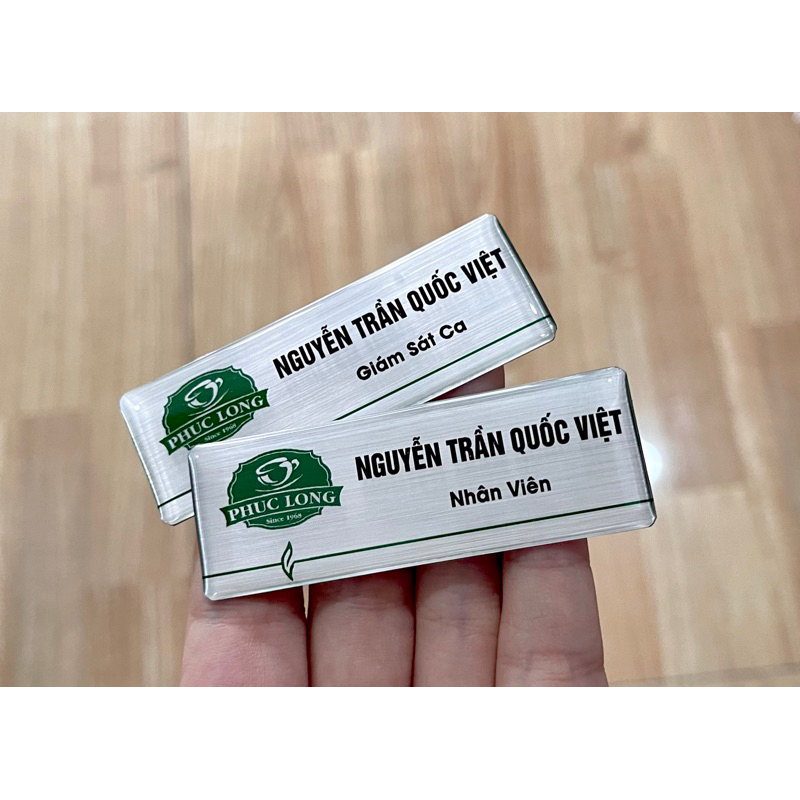 NGUYỄN TRẦN QUỐC VIỆT
Giám Sát Ca
PHUC LONG
Since 1968
NGUYỄN TRẦN QUỐC VIỆT
Nhân Viên
PHUC LONG
Since 1968